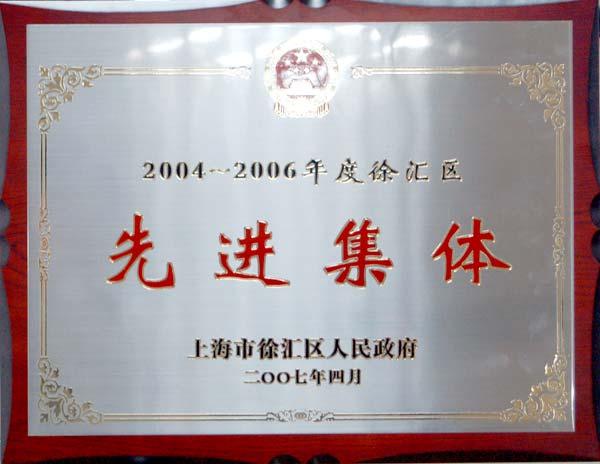 2004~2006年度徐汇区
先进集体
上海市徐汇区人民政府
二〇〇七年四月